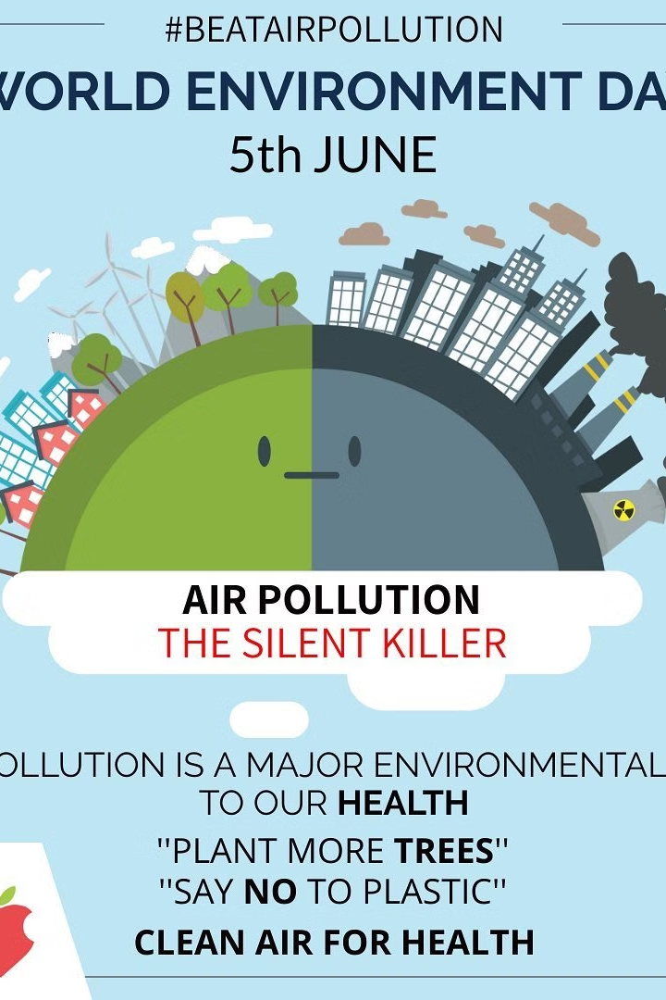 #BEATAIRPOLLUTION
WORLD ENVIRONMENT DA
5th JUNE
AIR POLLUTION
THE SILENT KILLER
OLLUTION IS A MAJOR ENVIRONMENTAL
TO OUR HEALTH
"PLANT MORE TREES"
"SAY NO TO PLASTIC"
CLEAN AIR FOR HEALTH